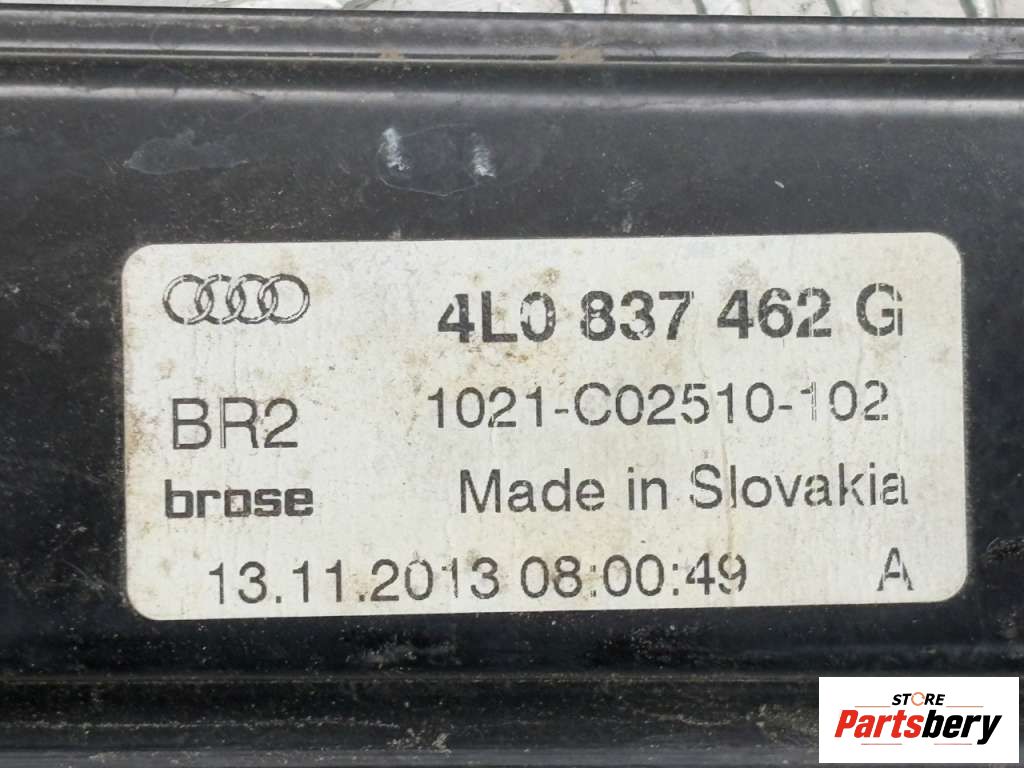 4L0 837 462 G
BR2
1021-C02510-102
brose
Made in Slovakia
13.11.2013 08:00:49 A
STORE
Partsbery